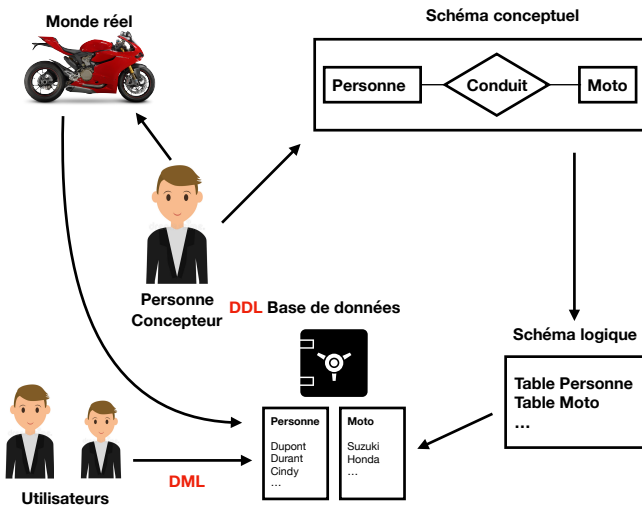 Monde réel
Schéma conceptuel
Personne
Conduit
Moto
Personne
Concepteur
DDL Base de données
Schéma logique
Table Personne
Table Moto
...
Personne
Dupont
Durant
Cindy
...
Moto
Suzuki
Honda
...
DML
Utilisateurs